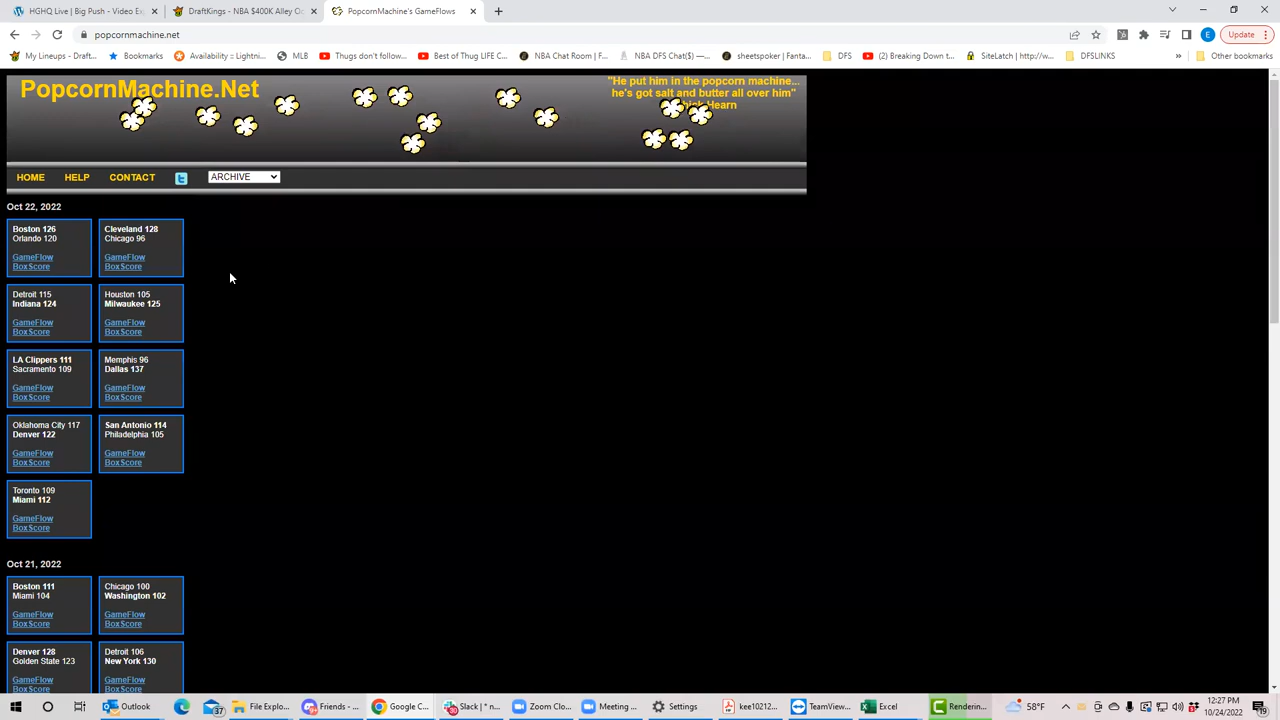 HGHQ Live | Big Push - Video Ex
DraftKings - NBA $400K Alley O
PopcornMachine's GameFlows
popcornmachine.net
Update
My Lineups - Draft...
Bookmarks
Availability :: Lightni...
MLB
Thugs don't follow...
Best of Thug LIFE C...
NBA Chat Room | F...
NBA DFS Chat($) —...
sheetspoker | Fanta...
DFS
(2) Breaking Down t...
SiteLatch | http://w...
DFSLINKS
Other bookmarks
PopcornMachine.Net
"He put him in the popcorn machine...
he's got salt and butter all over him"
Hearn
HOME
HELP
CONTACT
ARCHIVE
Oct 22, 2022
Boston 126
Orlando 120
GameFlow
BoxScore
Cleveland 128
Chicago 96
GameFlow
BoxScore
Detroit 115
Indiana 124
GameFlow
BoxScore
Houston 105
Milwaukee 125
GameFlow
BoxScore
LA Clippers 111
Sacramento 109
GameFlow
BoxScore
Memphis 96
Dallas 137
GameFlow
BoxScore
Oklahoma City 117
Denver 122
GameFlow
BoxScore
San Antonio 114
Philadelphia 105
GameFlow
BoxScore
Toronto 109
Miami 112
GameFlow
BoxScore
Oct 21, 2022
Boston 111
Miami 104
GameFlow
BoxScore
Chicago 100
Washington 102
GameFlow
BoxScore
Denver 128
Golden State 123
GameFlow
BoxScore
Detroit 106
New York 130
GameFlow
BoxScore
Outlook
37
File Explo...
Friends - ...
Google C...
Slack | * n...
Zoom Clo...
Meeting ...
Settings
kee10212...
TeamView...
Excel
Renderin...
58°F
12:27 PM
10/24/2022
19